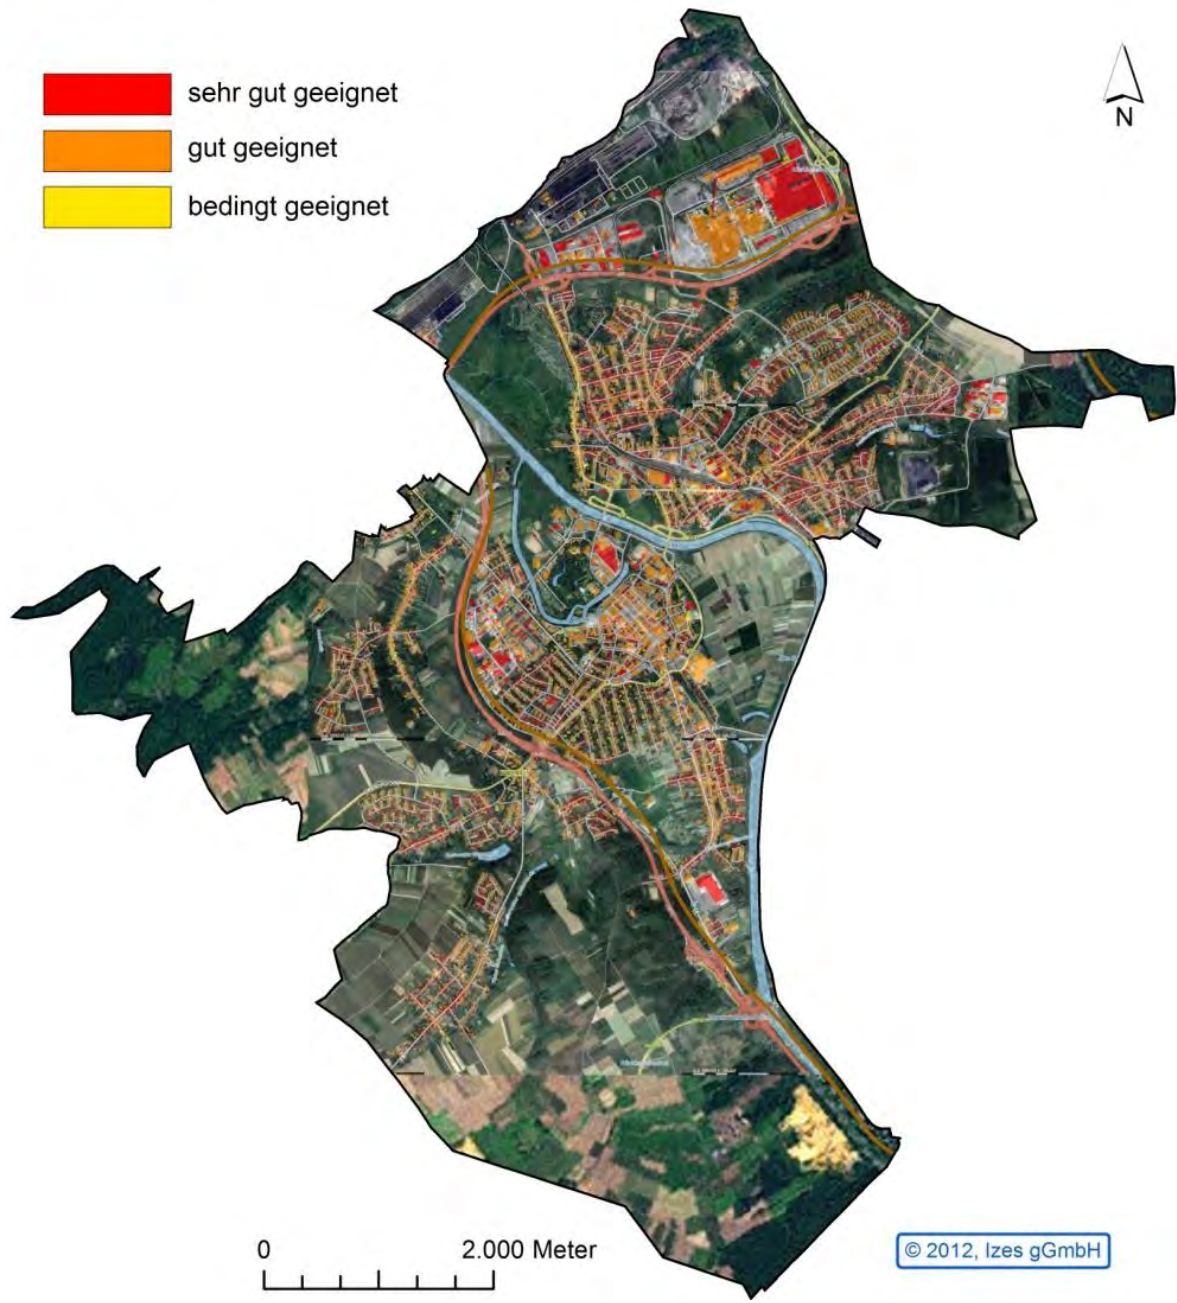 sehr gut geeignet
gut geeignet
bedingt geeignet
N
0 2.000 Meter
© 2012, Izes gGmbH